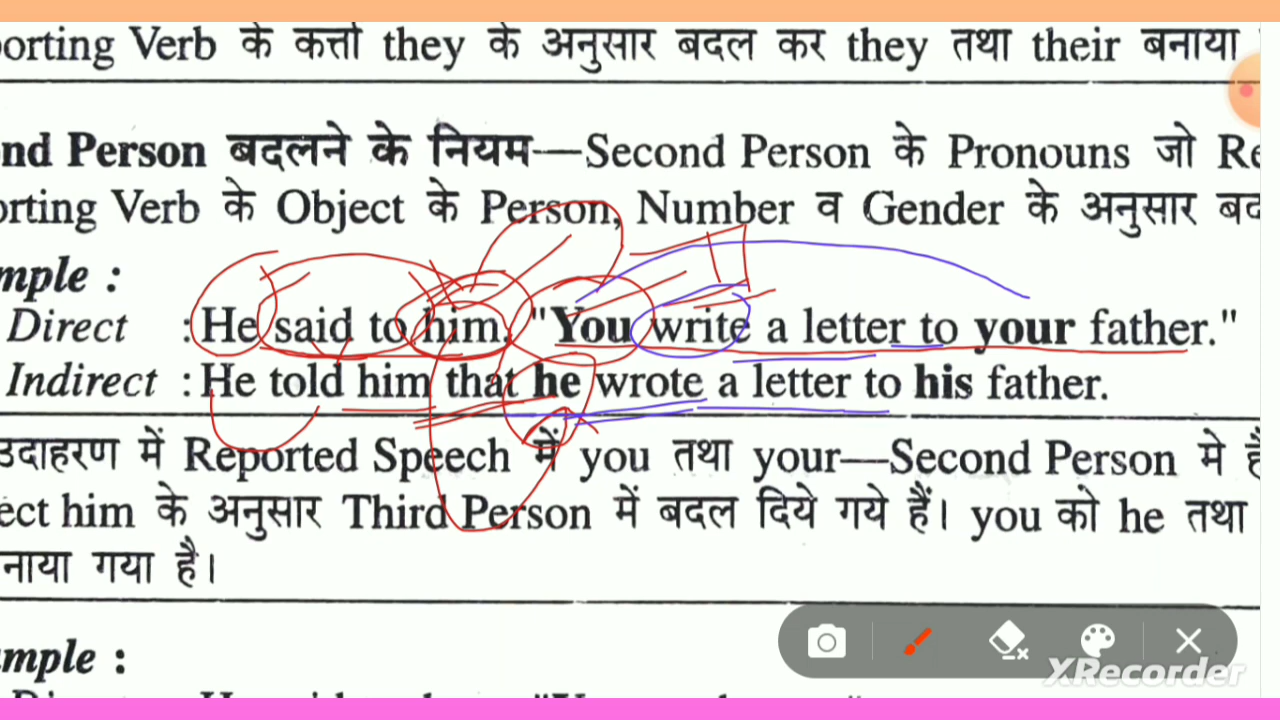 orting Verb के कर्त्ता they के अनुसार बदल कर they तथा their बनाया
nd Person बदलने के नियम—Second Person के Pronouns जो Re
orting Verb के Object के Person, Number व Gender के अनुसार बद
mple :
Direct : He said to him, "You write a letter to your father."
Indirect : He told him that he wrote a letter to his father.
उदाहरण में Reported Speech में you तथा your—Second Person मे हैं
ect him के अनुसार Third Person में बदल दिये गये हैं। you को he तथा
नाया गया है।
mple :
XRecorder